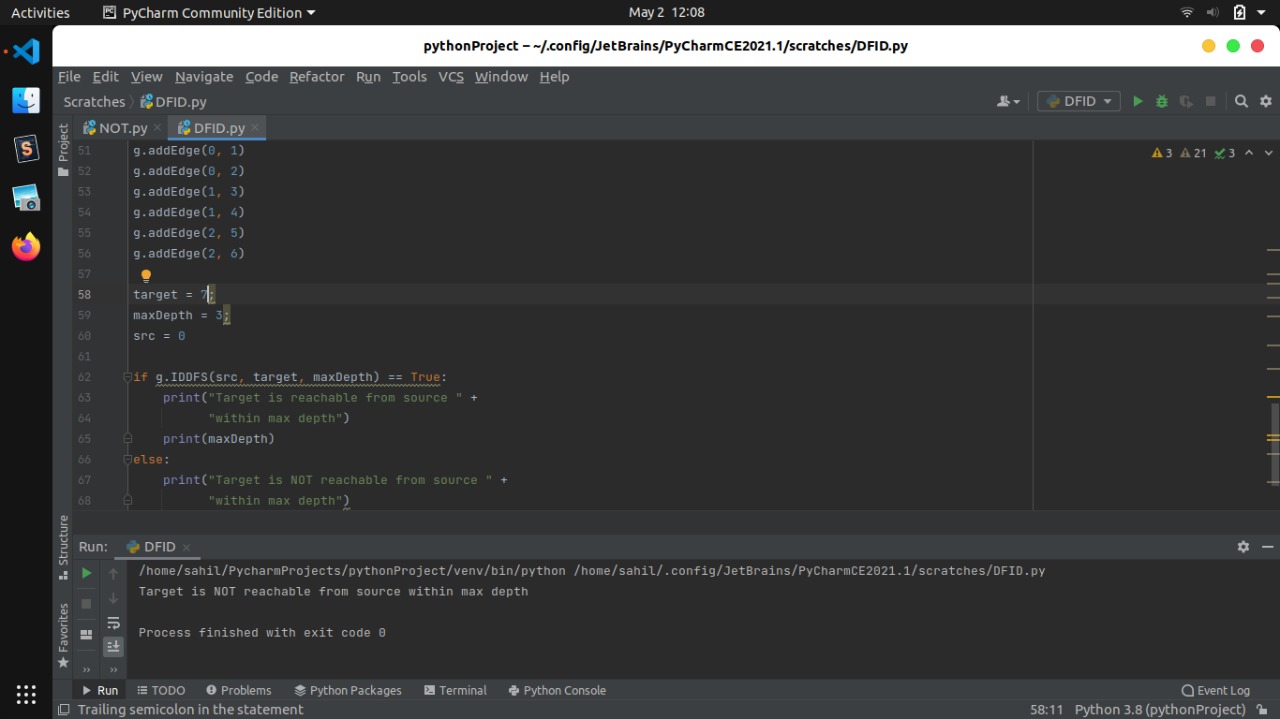 Activities PyCharm Community Edition May 2 12:08
pythonProject – ~/.config/JetBrains/PyCharmCE2021.1/scratches/DFID.py
File Edit View Navigate Code Refactor Run Tools VCS Window Help
Scratches DFID.py DFID
NOT.py DFID.py
Project
3 21 3
51 g.addEdge(0, 1)
52 g.addEdge(0, 2)
53 g.addEdge(1, 3)
54 g.addEdge(1, 4)
55 g.addEdge(2, 5)
56 g.addEdge(2, 6)
57
58 target = 7;
59 maxDepth = 3;
60 src = 0
61
62 if g.IDDFS(src, target, maxDepth) == True:
63 print("Target is reachable from source " +
64 "within max depth")
65 print(maxDepth)
66 else:
67 print("Target is NOT reachable from source " +
68 "within max depth")
Structure
Favorites
Run: DFID
/home/sahil/PycharmProjects/pythonProject/venv/bin/python /home/sahil/.config/JetBrains/PyCharmCE2021.1/scratches/DFID.py
Target is NOT reachable from source within max depth
Process finished with exit code 0
Run TODO Problems Python Packages Terminal Python Console Event Log
Trailing semicolon in the statement 58:11 Python 3.8 (pythonProject)